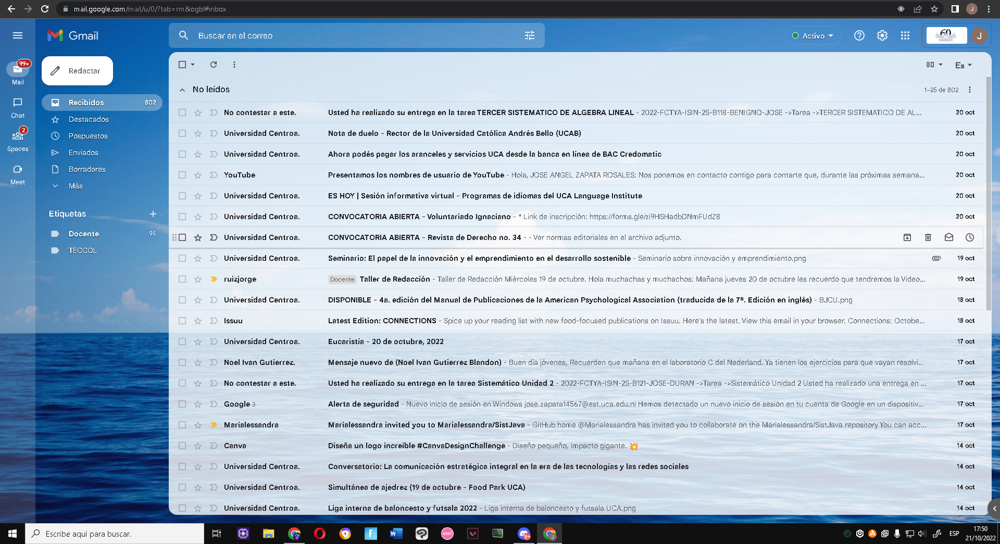 mail.google.com/mail/u/0/?tab=rm&ogbl#inbox
J
Gmail
Buscar en el correo
Activo
60
J
99+
Mail
Chat
2
Spaces
Meet
Redactar
Recibidos 802
Destacados
Pospuestos
Enviados
Borradores
Más
Etiquetas
Docente 96
TECCOL
Es
No leídos
1–25 de 802
No contestar a este. Usted ha realizado su entrega en la tarea TERCER SISTEMATICO DE ALGEBRA LINEAL - 2022-FCTYA-ISIN-2S-B118-BENIGNO-JOSE ->Tarea ->TERCER SISTEMATICO DE AL... 20 oct
Universidad Centroa. Nota de duelo - Rector de la Universidad Católica Andrés Bello (UCAB) 20 oct
Universidad Centroa. Ahora podés pagar los aranceles y servicios UCA desde la banca en línea de BAC Credomatic 20 oct
YouTube Presentamos los nombres de usuario de YouTube - Hola, JOSE ANGEL ZAPATA ROSALES: Nos ponemos en contacto contigo para contarte que, durante las próximas semana... 20 oct
Universidad Centroa. ES HOY | Sesión informativa virtual - Programas de idiomas del UCA Language Institute 20 oct
Universidad Centroa. CONVOCATORIA ABIERTA - Voluntariado Ignaciano - * Link de inscripción: https://forms.gle/zi9HSHadbDNmFUdZ8 20 oct
Universidad Centroa. CONVOCATORIA ABIERTA - Revista de Derecho no. 34 - - Ver normas editoriales en el archivo adjunto.
Universidad Centroa. Seminario: El papel de la innovación y el emprendimiento en el desarrollo sostenible - Seminario sobre innovación y emprendimiento.png 19 oct
ruizjorge Docente Taller de Redacción - Taller de Redacción Miércoles 19 de octubre. Hola muchachas y muchachos: Mañana jueves 20 de octubre les recuerdo que tendremos la Video... 19 oct
Universidad Centroa. DISPONIBLE - 4a. edición del Manual de Publicaciones de la American Psychological Association (traducida de la 7ª. Edición en inglés) - BJCU.png 18 oct
Issuu Latest Edition: CONNECTIONS - Spice up your reading list with new food-focused publications on Issuu. Here's the latest. View this email in your browser. Connections: Octobe... 18 oct
Universidad Centroa. Eucaristía - 20 de octubre, 2022 17 oct
Noel Ivan Gutierrez. Mensaje nuevo de (Noel Ivan Gutierrez Blandon) - Buen día jóvenes, Recuerden que mañana en el laboratorio C del Nederland. Ya tienen los ejercicios para que vayan resolvi... 17 oct
No contestar a este. Usted ha realizado su entrega en la tarea Sistemático Unidad 2 - 2022-FCTYA-ISIN-2S-B121-JOSE-DURAN ->Tarea ->Sistemático Unidad 2 Usted ha realizado una entrega en ... 17 oct
Google 3 Alerta de seguridad - Nuevo inicio de sesión en Windows jose.zapata14567@est.uca.edu.ni Hemos detectado un nuevo inicio de sesión en tu cuenta de Google en un dispositiv... 17 oct
Marialessandra Marialessandra invited you to Marialessandra/SistJava - GitHub home @Marialessandra has invited you to collaborate on the Marialessandra/SistJava repository You can acc... 17 oct
Canva Diseña un logo increíble #CanvaDesignChallenge - Diseño pequeño, impacto gigante. 💥 14 oct
Universidad Centroa. Conversatorio: La comunicación estratégica integral en la era de las tecnologías y las redes sociales 14 oct
Universidad Centroa. Simultánea de ajedrez (19 de octubre - Food Park UCA) 14 oct
Universidad Centroa. Liga interna de baloncesto y futsala 2022 - Liga interna de baloncesto y futsala UCA.png 14 oct
Escribe aquí para buscar.
osu!
9+
J
ESP
17:50
21/10/2022